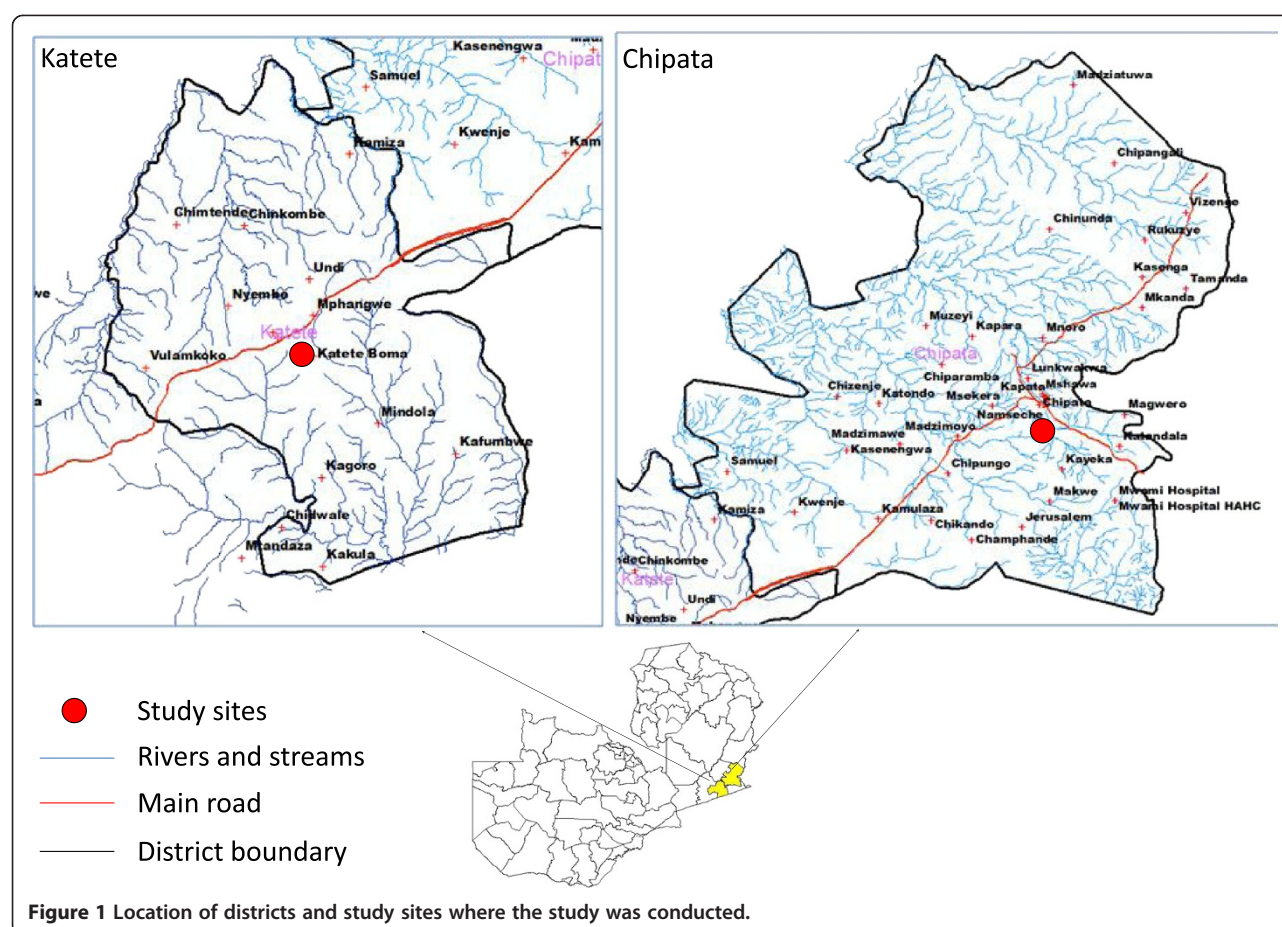 Katete
Kasenengwa
Chipat
Samuel
Kamiza
Kwenje
Kam
Chimtende
Chinkombe
Undi
Nyembo
Mphangwe
Katete
Vulamkoko
Katete Boma
Mindola
Kafumbwe
Kagoro
Chidwale
Mtandaza
Kakula
we
a
Chipata
Madziatuwa
Chipangali
Vizenge
Chinunda
Rukuzye
Kasenga
Tamanda
Mkanda
Muzeyi
Kapara
Mnoro
Chipata
Lunkwakwa
Chiparamba
Kapata
Mshawa
Chizenje
Katondo
Msekera
Chipata
Magwero
Namseche
Madzimawe
Madzimoyo
Kalandala
Kasenengwa
Samuel
Chipungo
Kayeka
Kwenje
Makwe
Mwami Hospital
Mwami Hospital HAHC
Kamiza
Kamulaza
Chikando
Jerusalem
Champhande
de
Chinkombe
Katete
Undi
Nyembe
Study sites
Rivers and streams
Main road
District boundary
Figure 1 Location of districts and study sites where the study was conducted.